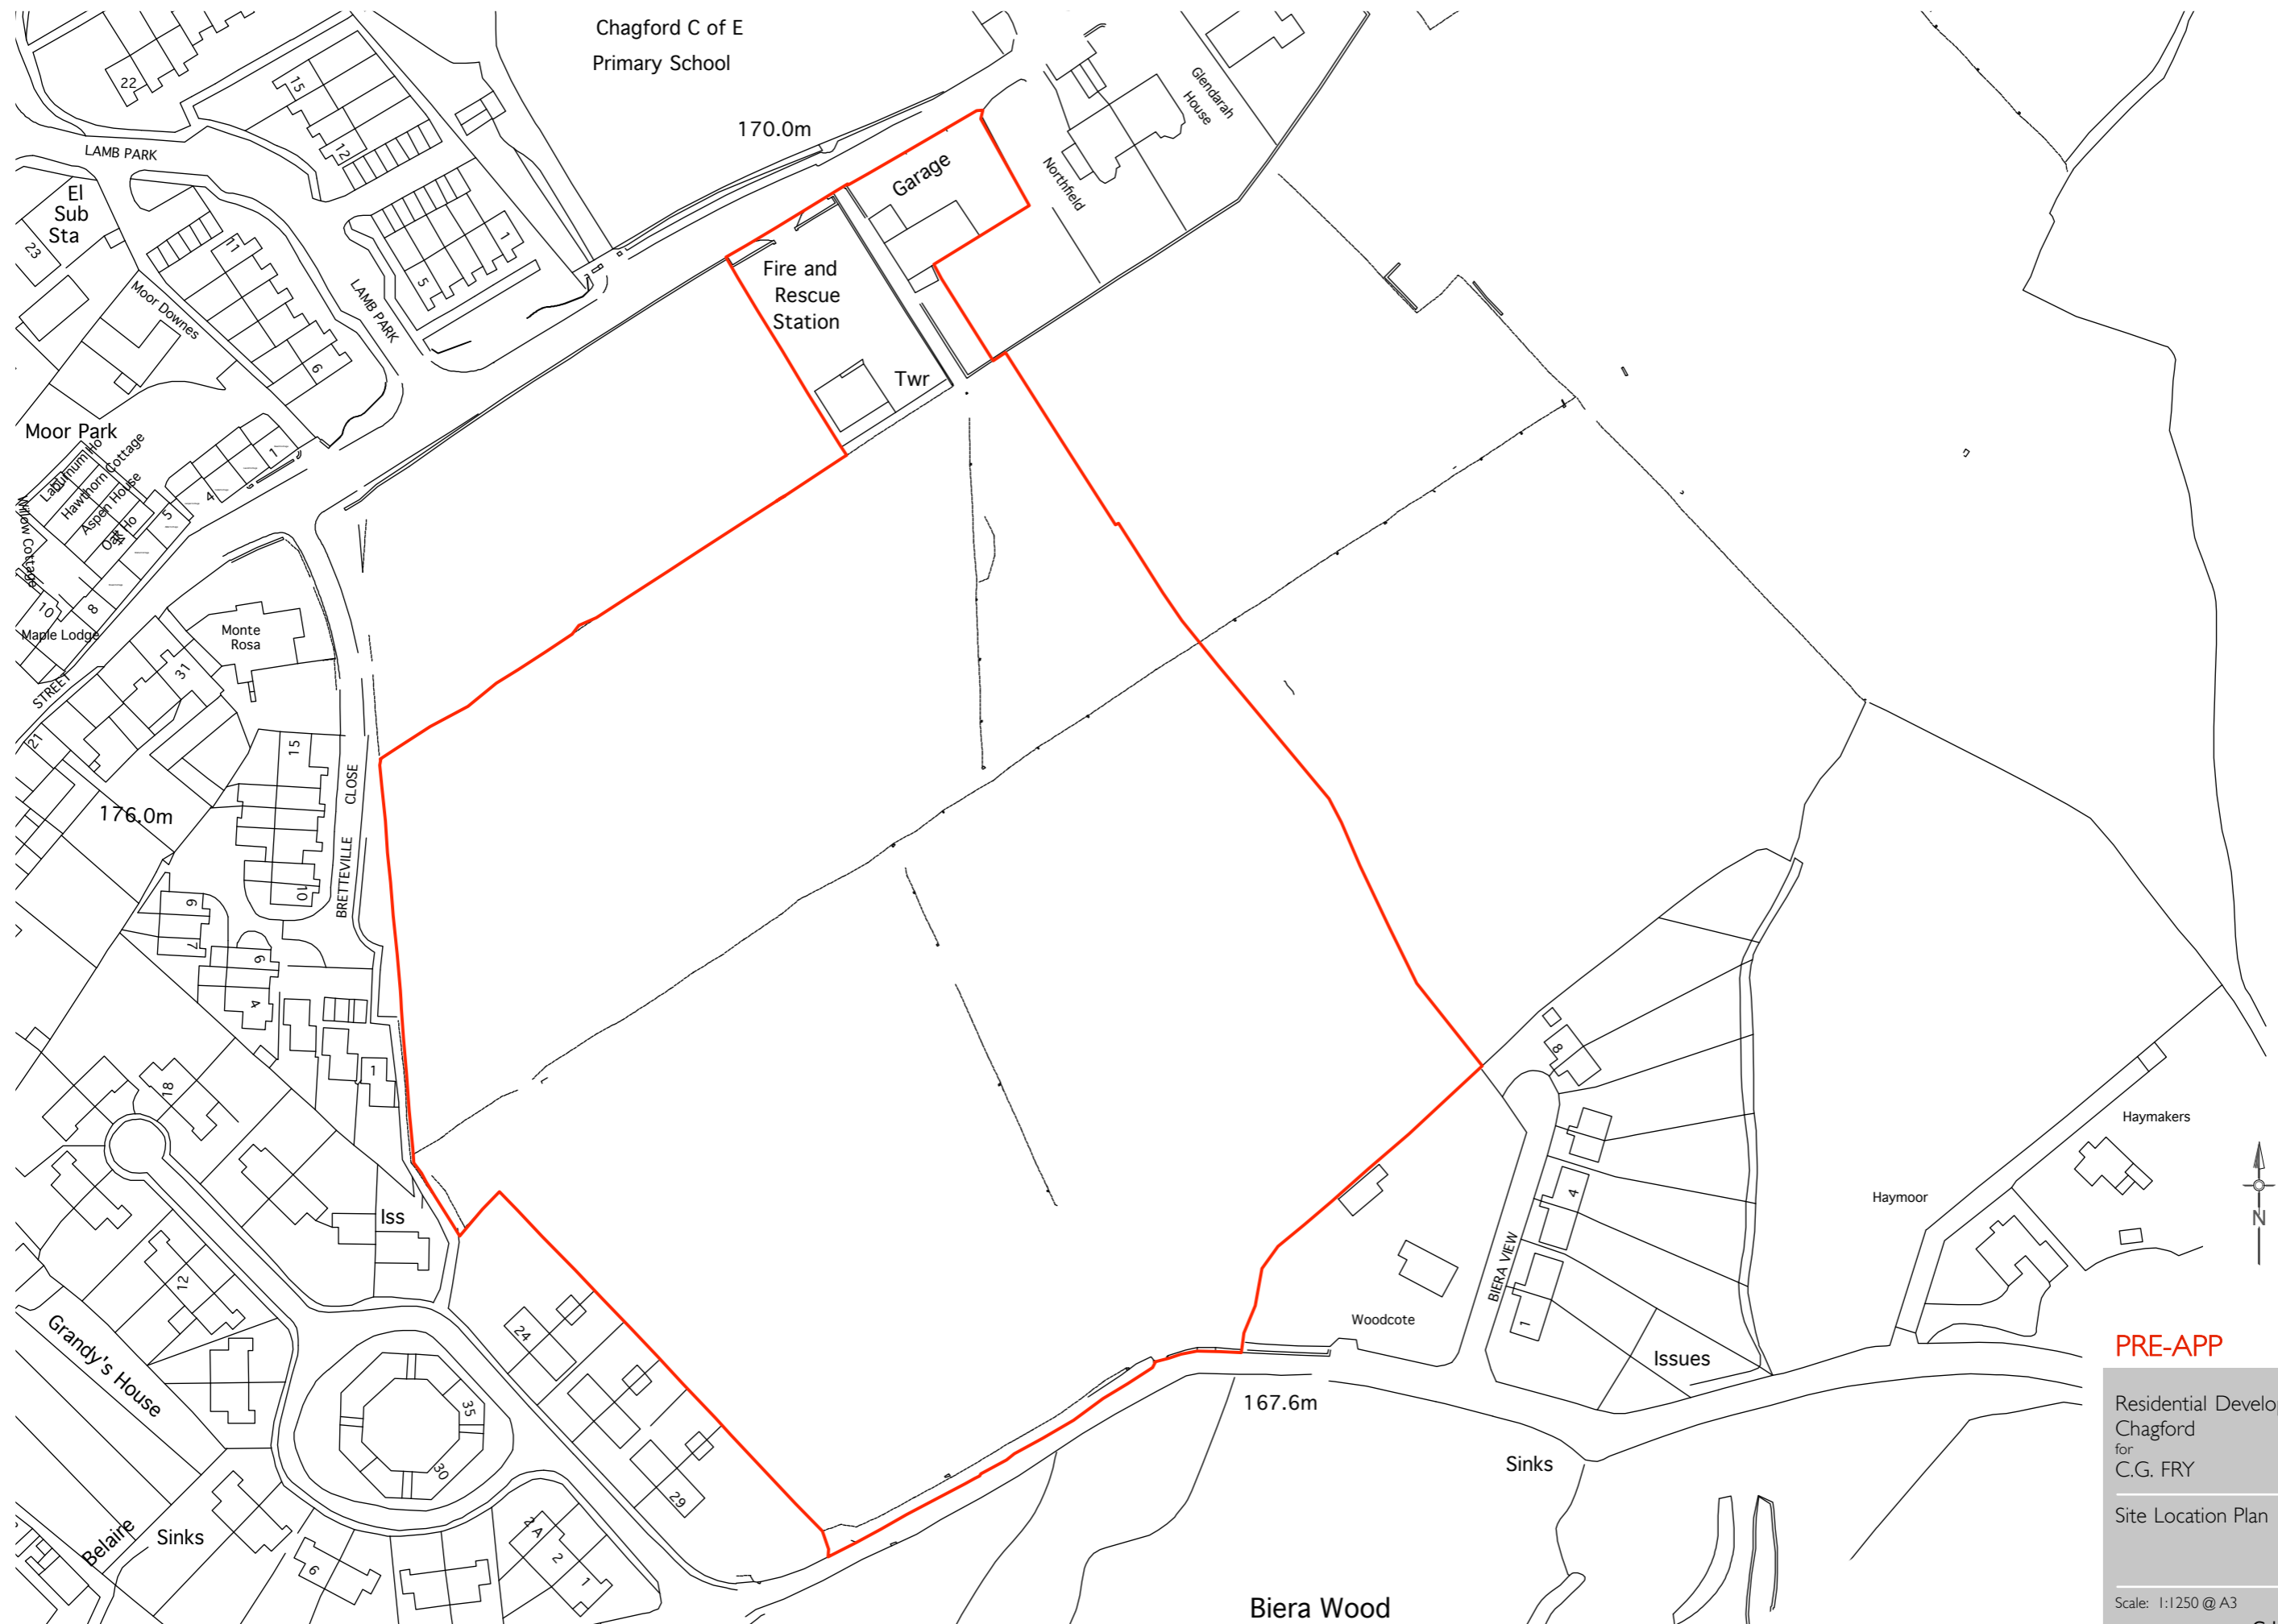 Chagford C of E
Primary School
22
15
12
LAMB PARK
170.0m
Glendarah
House
Garage
Northfield
El
Sub
Sta
23
11
Moor Downes
LAMB PARK
1
5
6
Fire and
Rescue
Station
Twr
Moor Park
Laburnum Ho
Hawthorn Cottage
Aspen House
Oak Ho
Willow Cottage
1
4
5
8
10
Maple Lodge
Monte
Rosa
STREET
31
21
15
176.0m
BRETTEVILLE CLOSE
10
9
7
6
4
1
18
Iss
12
Grandy's House
24
35
30
29
Belaire
Sinks
6
2 A
2
1
8
4
1
BIERA VIEW
Woodcote
Issues
167.6m
Sinks
Biera Wood
Haymakers
Haymoor
N
PRE-APP
Residential Develop
Chagford
for
C.G. FRY
Site Location Plan
Scale: 1:1250 @ A3